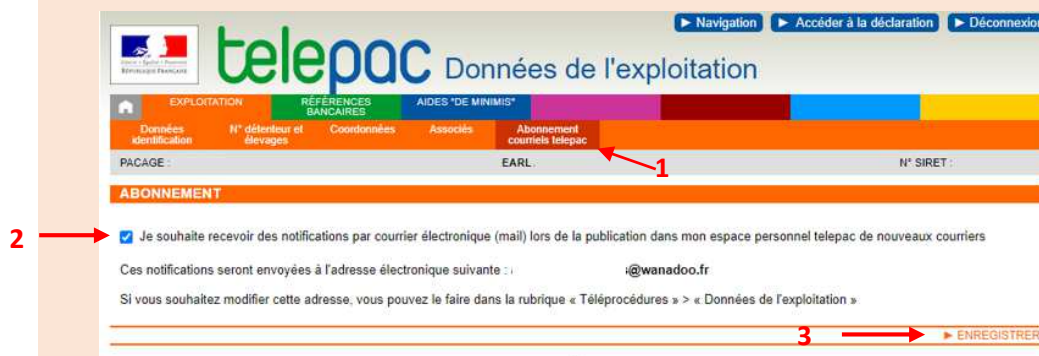 ► Navigation ► Accéder à la déclaration ► Déconnexion
RÉPUBLIQUE FRANÇAISE
telepac Données de l'exploitation
EXPLOITATION RÉFÉRENCES BANCAIRES AIDES "DE MINIMIS"
Données identification N° détenteur et élevages Coordonnées Associés Abonnement courriels telepac
1
PACAGE : EARL N° SIRET :
ABONNEMENT
2
Je souhaite recevoir des notifications par courrier électronique (mail) lors de la publication dans mon espace personnel telepac de nouveaux courriers
Ces notifications seront envoyées à l'adresse électronique suivante : @wanadoo.fr
Si vous souhaitez modifier cette adresse, vous pouvez le faire dans la rubrique « Téléprocédures » > « Données de l'exploitation »
3 ► ENREGISTRER